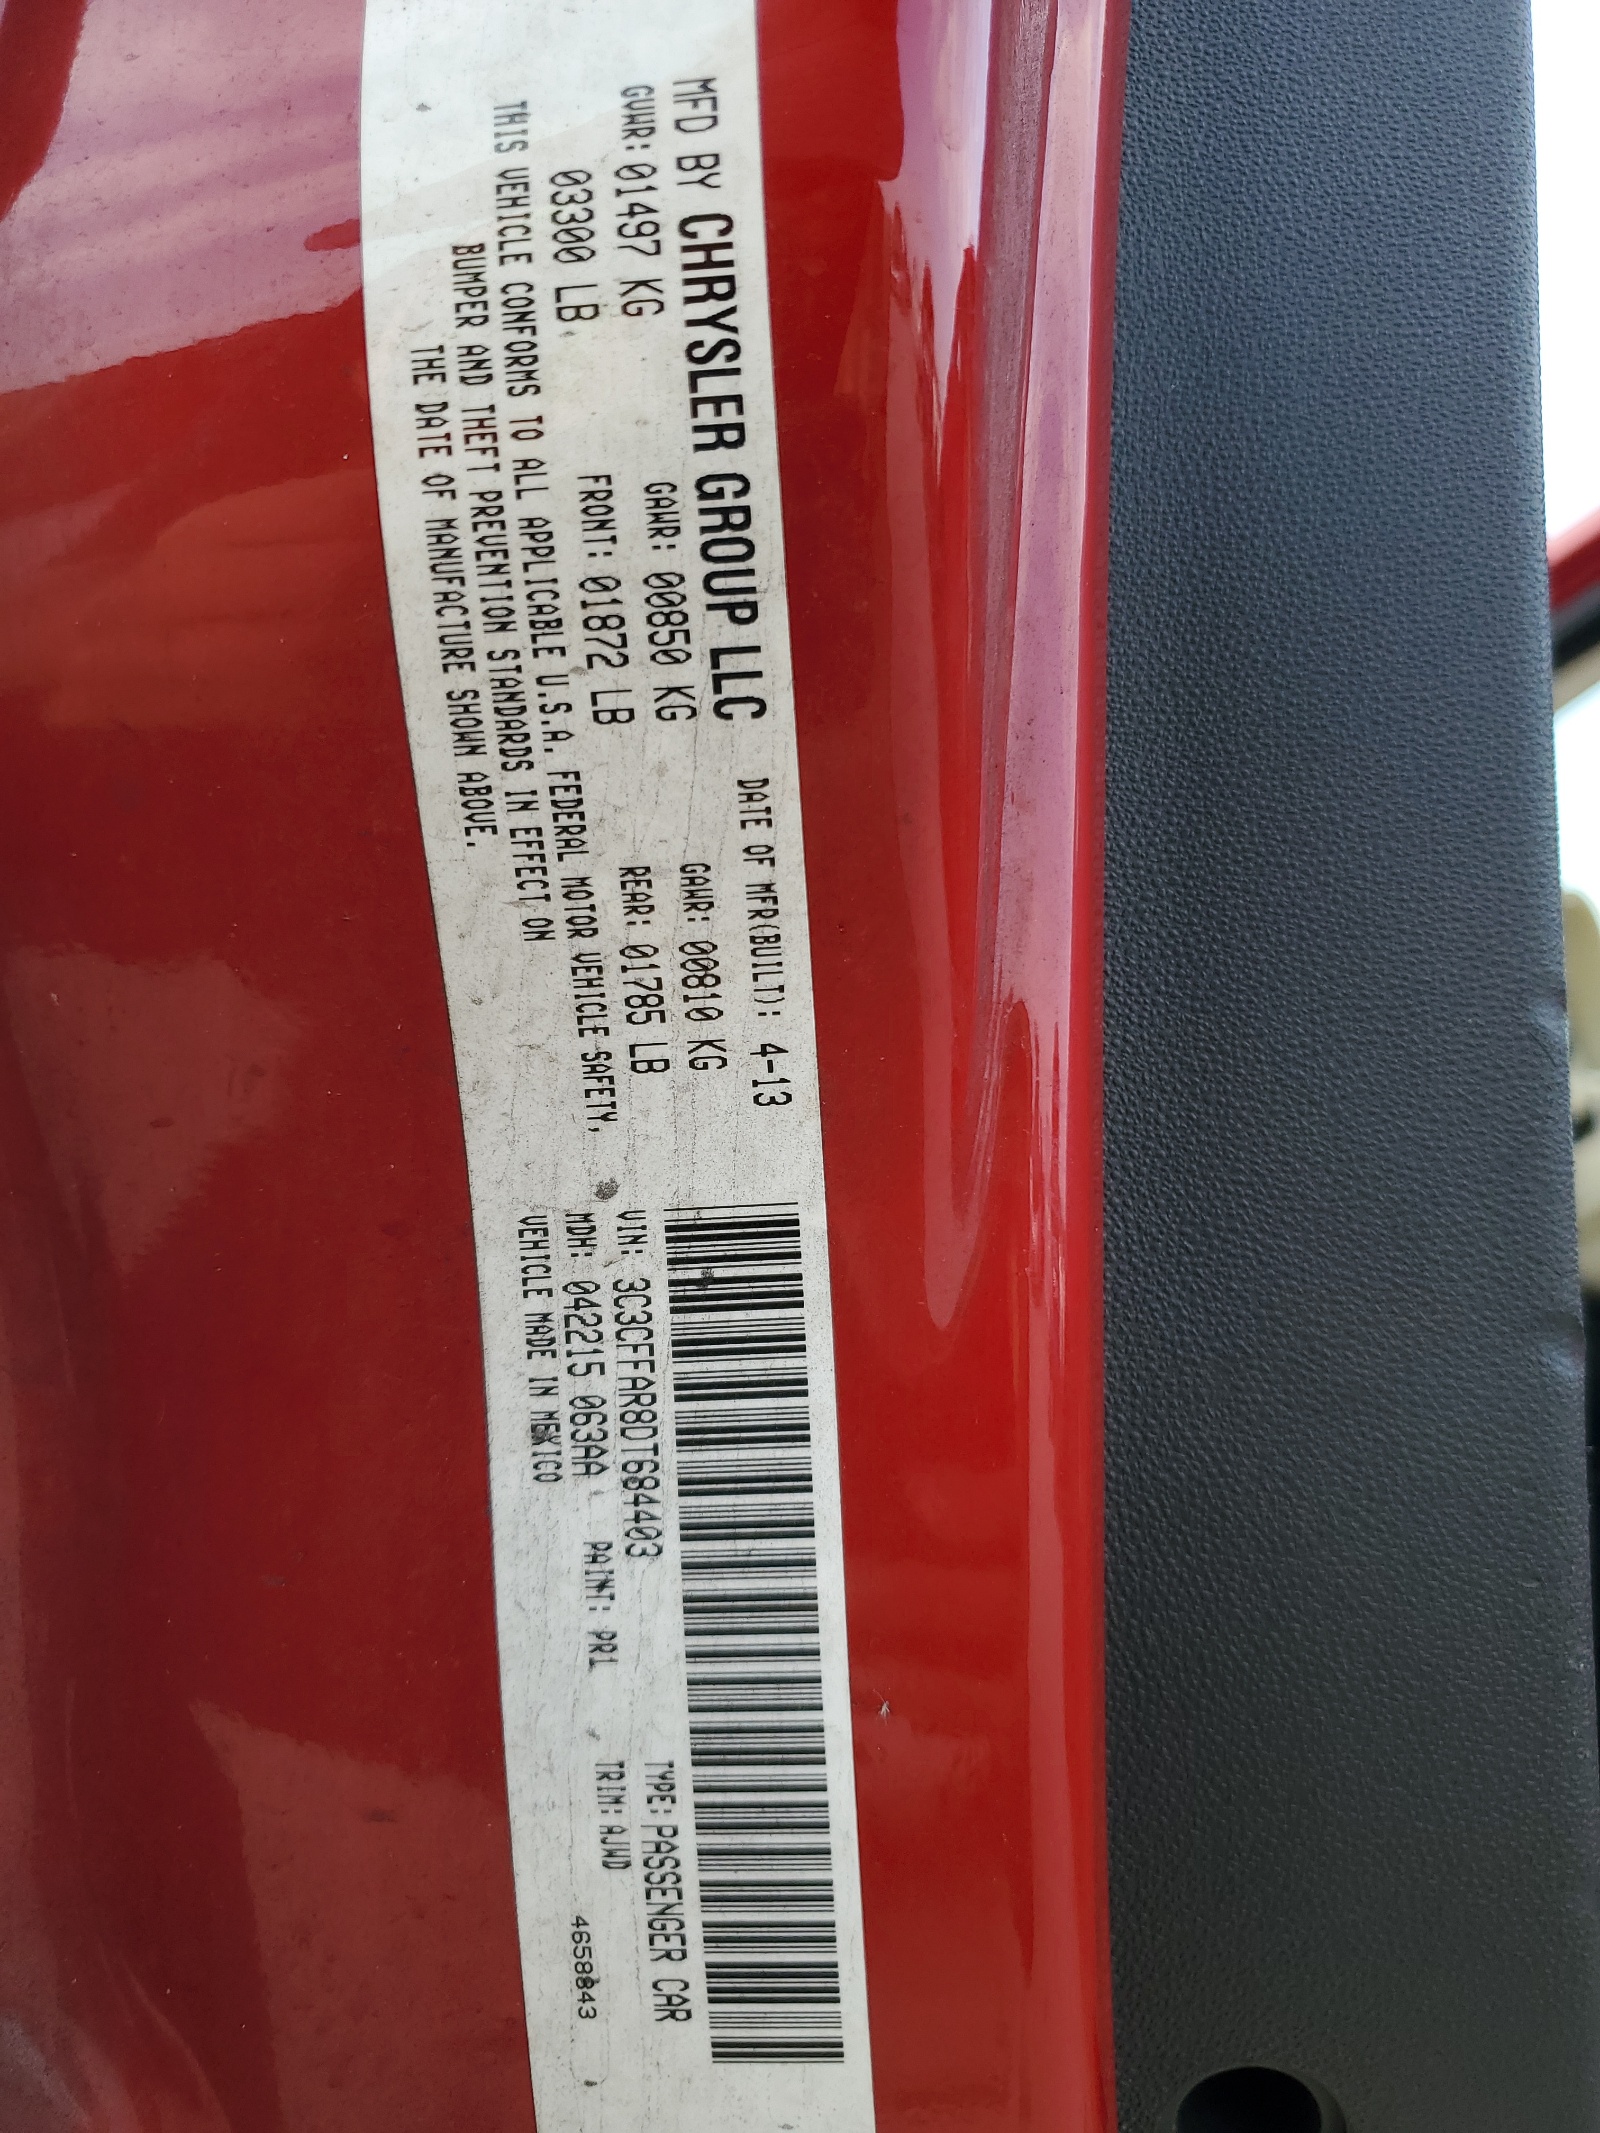 MFD BY CHRYSLER GROUP LLC DATE OF MFR(BUILT): 4-13
GVWR: 01497 KG GAWR: 00850 KG GAWR: 00810 KG
03300 LB FRONT: 01872 LB REAR: 01785 LB
THIS VEHICLE CONFORMS TO ALL APPLICABLE U.S.A. FEDERAL MOTOR VEHICLE SAFETY,
BUMPER AND THEFT PREVENTION STANDARDS IN EFFECT ON
THE DATE OF MANUFACTURE SHOWN ABOVE.
VIN: 3C3CFFAR8DT684403 TYPE: PASSENGER CAR
MDH: 042215 063AA PAINT: PR1 TRIM: AJWD
VEHICLE MADE IN MEXICO 4658843